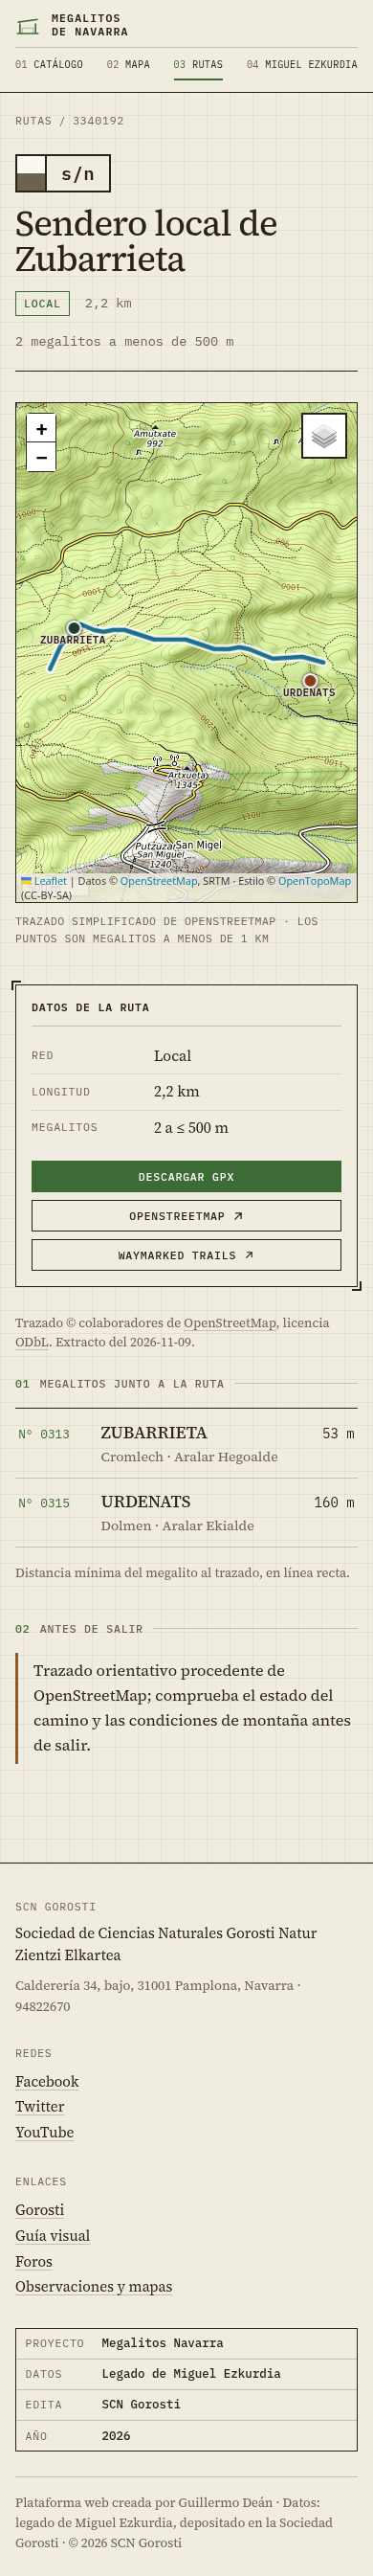 MEGALITOS
DE NAVARRA
01 CATÁLOGO 02 MAPA 03 RUTAS 04 MIGUEL EZKURDIA
RUTAS / 3340192
s/n
Sendero local de
Zubarrieta
LOCAL 2,2 km
2 megalitos a menos de 500 m
+
−
Amutxate
992
1000
900
1000
1000
ZUBARRIETA
1100
URDENATS
1200
1100
Artxueta
1345
1100
Putzuza
San Migel
San Miguel
1240
Leaflet | Datos © OpenStreetMap, SRTM · Estilo © OpenTopoMap
(CC-BY-SA)
TRAZADO SIMPLIFICADO DE OPENSTREETMAP · LOS
PUNTOS SON MEGALITOS A MENOS DE 1 KM
DATOS DE LA RUTA
RED Local
LONGITUD 2,2 km
MEGALITOS 2 a ≤ 500 m
DESCARGAR GPX
OPENSTREETMAP ↗
WAYMARKED TRAILS ↗
Trazado © colaboradores de OpenStreetMap, licencia
ODbL. Extracto del 2026-11-09.
01 MEGALITOS JUNTO A LA RUTA
Nº 0313 ZUBARRIETA 53 m
Cromlech · Aralar Hegoalde
Nº 0315 URDENATS 160 m
Dolmen · Aralar Ekialde
Distancia mínima del megalito al trazado, en línea recta.
02 ANTES DE SALIR
Trazado orientativo procedente de
OpenStreetMap; comprueba el estado del
camino y las condiciones de montaña antes
de salir.
SCN GOROSTI
Sociedad de Ciencias Naturales Gorosti Natur
Zientzi Elkartea
Calderería 34, bajo, 31001 Pamplona, Navarra ·
94822670
REDES
Facebook
Twitter
YouTube
ENLACES
Gorosti
Guía visual
Foros
Observaciones y mapas
PROYECTO Megalitos Navarra
DATOS Legado de Miguel Ezkurdia
EDITA SCN Gorosti
AÑO 2026
Plataforma web creada por Guillermo Deán · Datos:
legado de Miguel Ezkurdia, depositado en la Sociedad
Gorosti · © 2026 SCN Gorosti